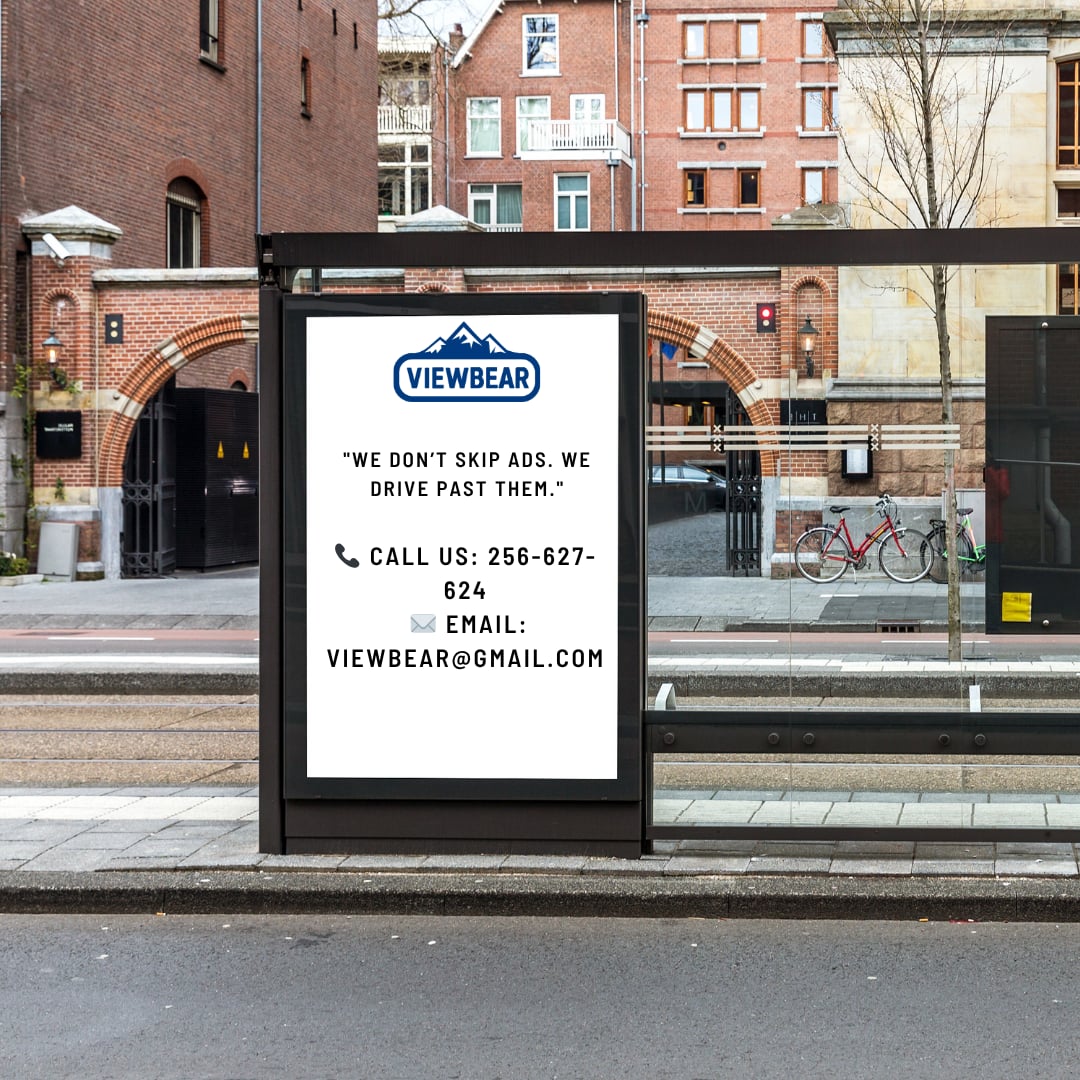 VIEWBEAR
"WE DON’T SKIP ADS. WE
DRIVE PAST THEM."
📞 CALL US: 256-627-
624
✉️ EMAIL:
VIEWBEAR@GMAIL.COM